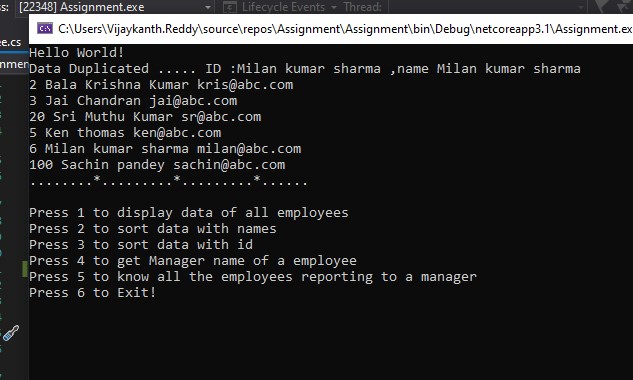 ss: [22348] Assignment.exe Lifecycle Events Thread:
C:\Users\Vijaykanth.Reddy\source\repos\Assignment\Assignment\bin\Debug\netcoreapp3.1\Assignment.ex
ee.cs
nmen
Hello World!
Data Duplicated ..... ID :Milan kumar sharma ,name Milan kumar sharma
2 Bala Krishna Kumar kris@abc.com
3 Jai Chandran jai@abc.com
20 Sri Muthu Kumar sr@abc.com
5 Ken thomas ken@abc.com
6 Milan kumar sharma milan@abc.com
100 Sachin pandey sachin@abc.com
........*.........*.........*......
Press 1 to display data of all employees
Press 2 to sort data with names
Press 3 to sort data with id
Press 4 to get Manager name of a employee
Press 5 to know all the employees reporting to a manager
Press 6 to Exit!